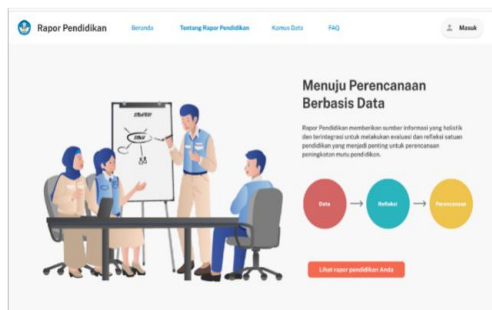 Rapor Pendidikan
Beranda
Tentang Rapor Pendidikan
Kamus Data
FAQ
Masuk
STRATEGI
Menuju Perencanaan
Berbasis Data
Rapor Pendidikan memberikan sumber informasi yang holistik
dan terintegrasi untuk melakukan evaluasi dan refleksi satuan
pendidikan yang menjadi penting untuk perencanaan
peningkatan mutu pendidikan.
Data
Refleksi
Perencanaan
Lihat rapor pendidikan Anda